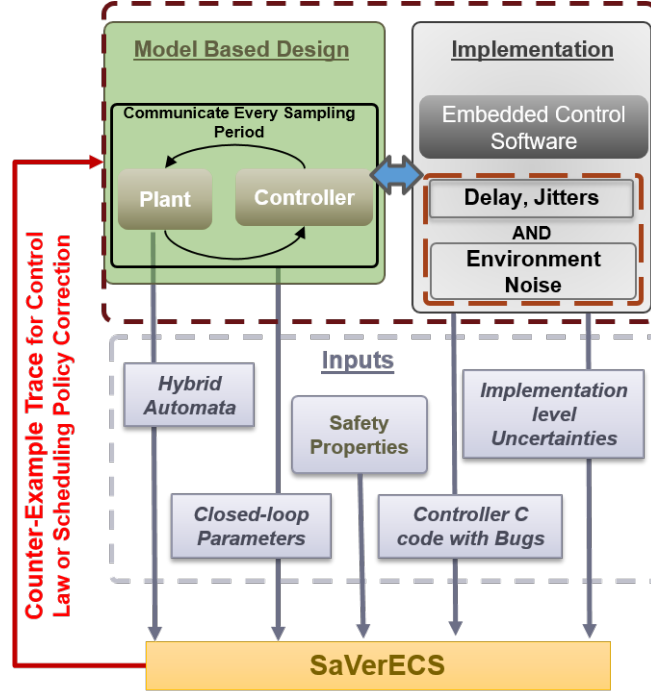 Model Based Design
Communicate Every Sampling
Period
Plant
Controller
Implementation
Embedded Control
Software
Delay, Jitters
AND
Environment
Noise
Counter-Example Trace for Control
Law or Scheduling Policy Correction
Inputs
Hybrid
Automata
Safety
Properties
Implementation
level
Uncertainties
Closed-loop
Parameters
Controller C
code with Bugs
SaVerECS